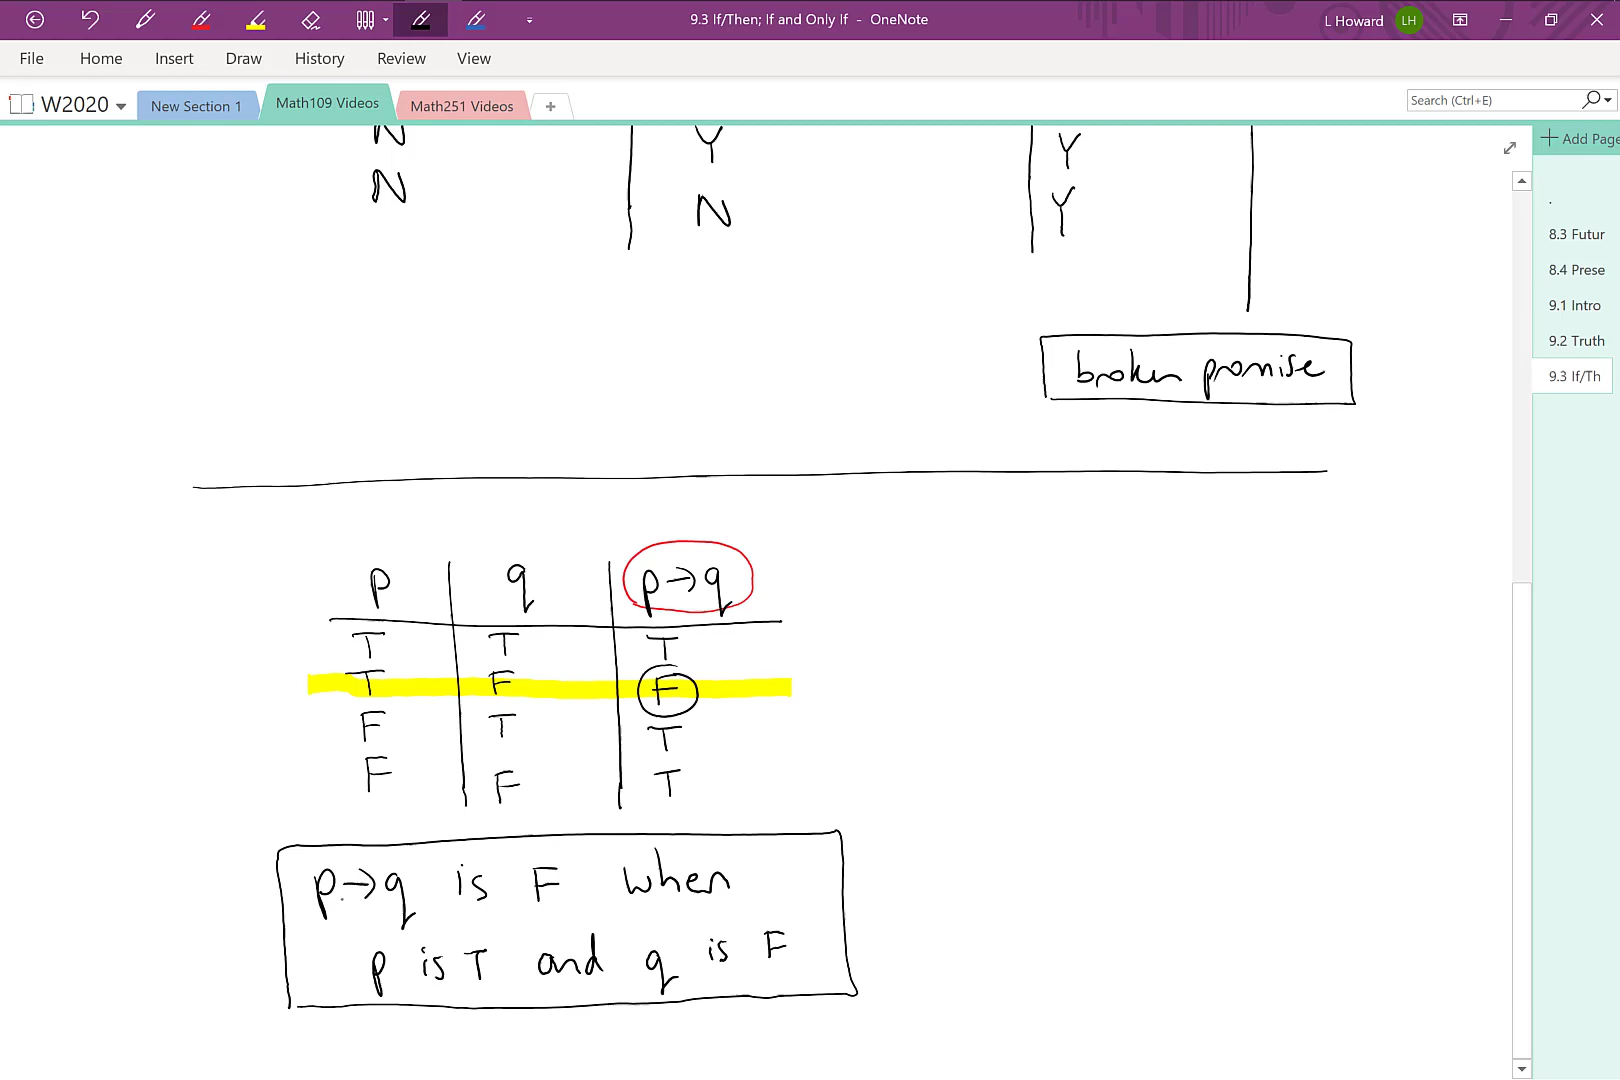 9.3 If/Then; If and Only If - OneNote
L Howard LH
File Home Insert Draw History Review View
W2020 New Section 1 Math109 Videos Math251 Videos
Search (Ctrl+E)
Add Page
.
8.3 Futur
8.4 Prese
9.1 Intro
9.2 Truth
9.3 If/Th
N Y Y
N N Y
broken promise
p q p→q
T T T
T F F
F T T
F F T
p→q is F when
p is T and q is F